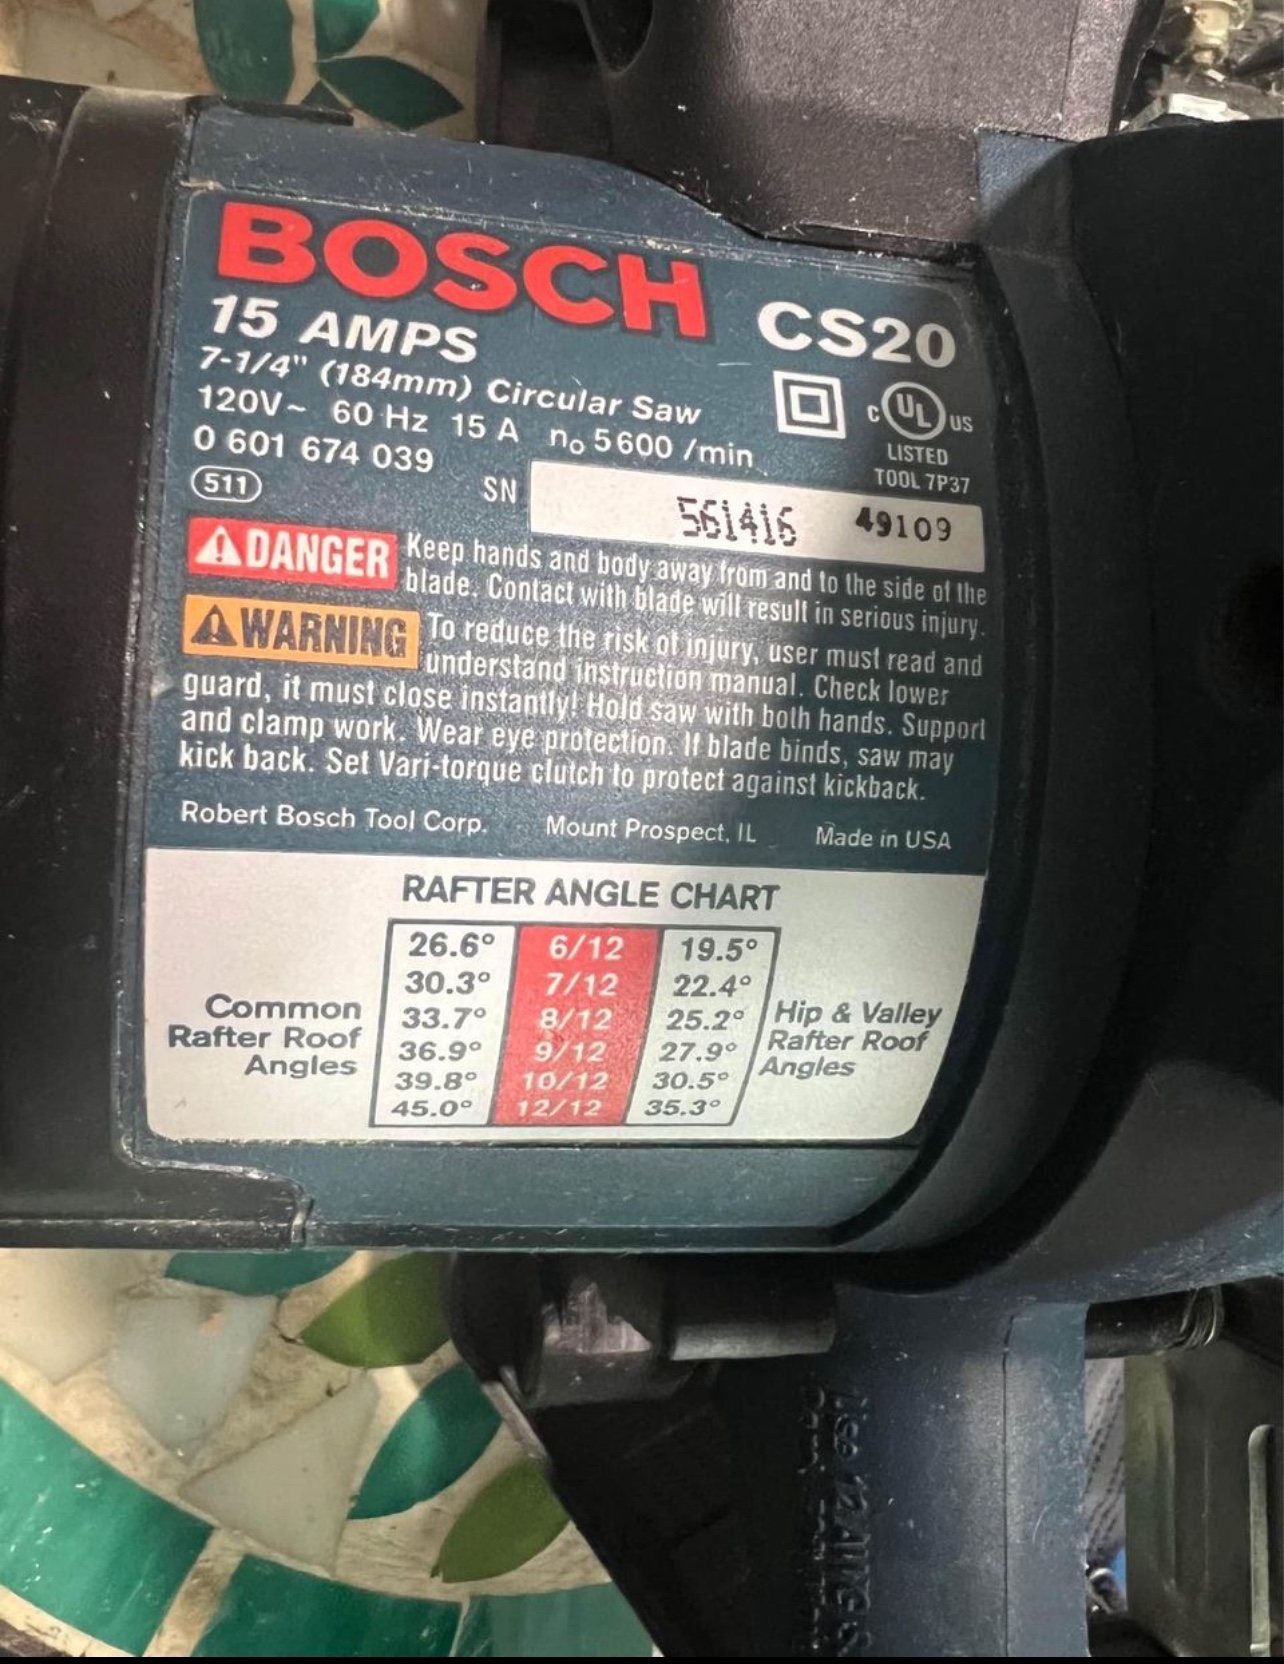 BOSCH CS20
15 AMPS
7-1/4" (184mm) Circular Saw
120V~ 60 Hz 15 A n₀ 5600 /min
0 601 674 039
511
C UL US
LISTED
TOOL 7P37
SN 561416 49109
DANGER Keep hands and body away from and to the side of the
blade. Contact with blade will result in serious injury.
WARNING To reduce the risk of injury, user must read and
understand instruction manual. Check lower
guard, it must close instantly! Hold saw with both hands. Support
and clamp work. Wear eye protection. If blade binds, saw may
kick back. Set Vari-torque clutch to protect against kickback.
Robert Bosch Tool Corp. Mount Prospect, IL Made in USA
RAFTER ANGLE CHART
Common
Rafter Roof
Angles
26.6° 6/12 19.5°
30.3° 7/12 22.4°
33.7° 8/12 25.2°
36.9° 9/12 27.9°
39.8° 10/12 30.5°
45.0° 12/12 35.3°
Hip & Valley
Rafter Roof
Angles